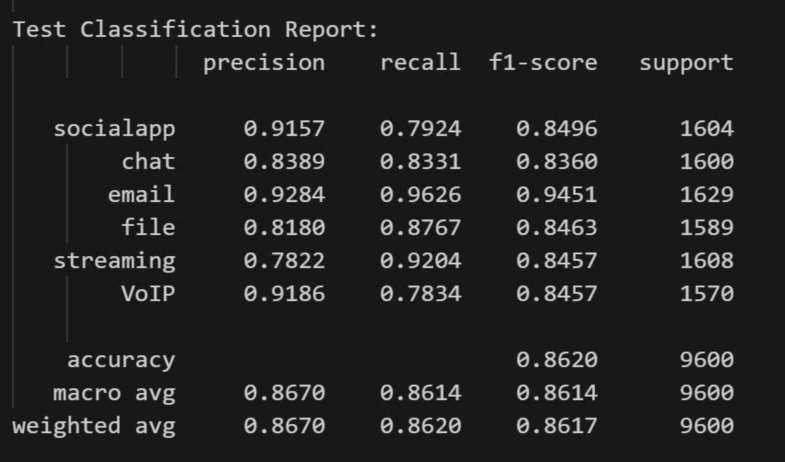 Test Classification Report:
precision recall f1-score support
socialapp 0.9157 0.7924 0.8496 1604
chat 0.8389 0.8331 0.8360 1600
email 0.9284 0.9626 0.9451 1629
file 0.8180 0.8767 0.8463 1589
streaming 0.7822 0.9204 0.8457 1608
VoIP 0.9186 0.7834 0.8457 1570
accuracy 0.8620 9600
macro avg 0.8670 0.8614 0.8614 9600
weighted avg 0.8670 0.8620 0.8617 9600